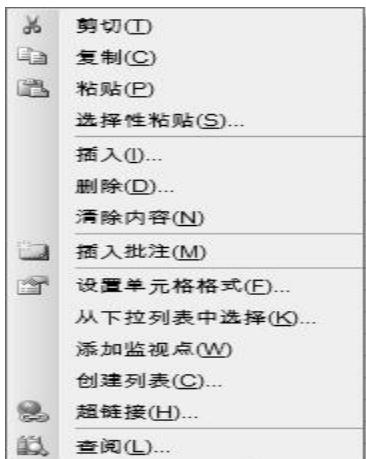 剪切(T)
复制(C)
粘贴(P)
选择性粘贴(S)...
插入(I)...
删除(D)...
清除内容(N)
插入批注(M)
设置单元格格式(F)...
从下拉列表中选择(K)...
添加监视点(W)
创建列表(C)...
超链接(H)...
查阅(L)...